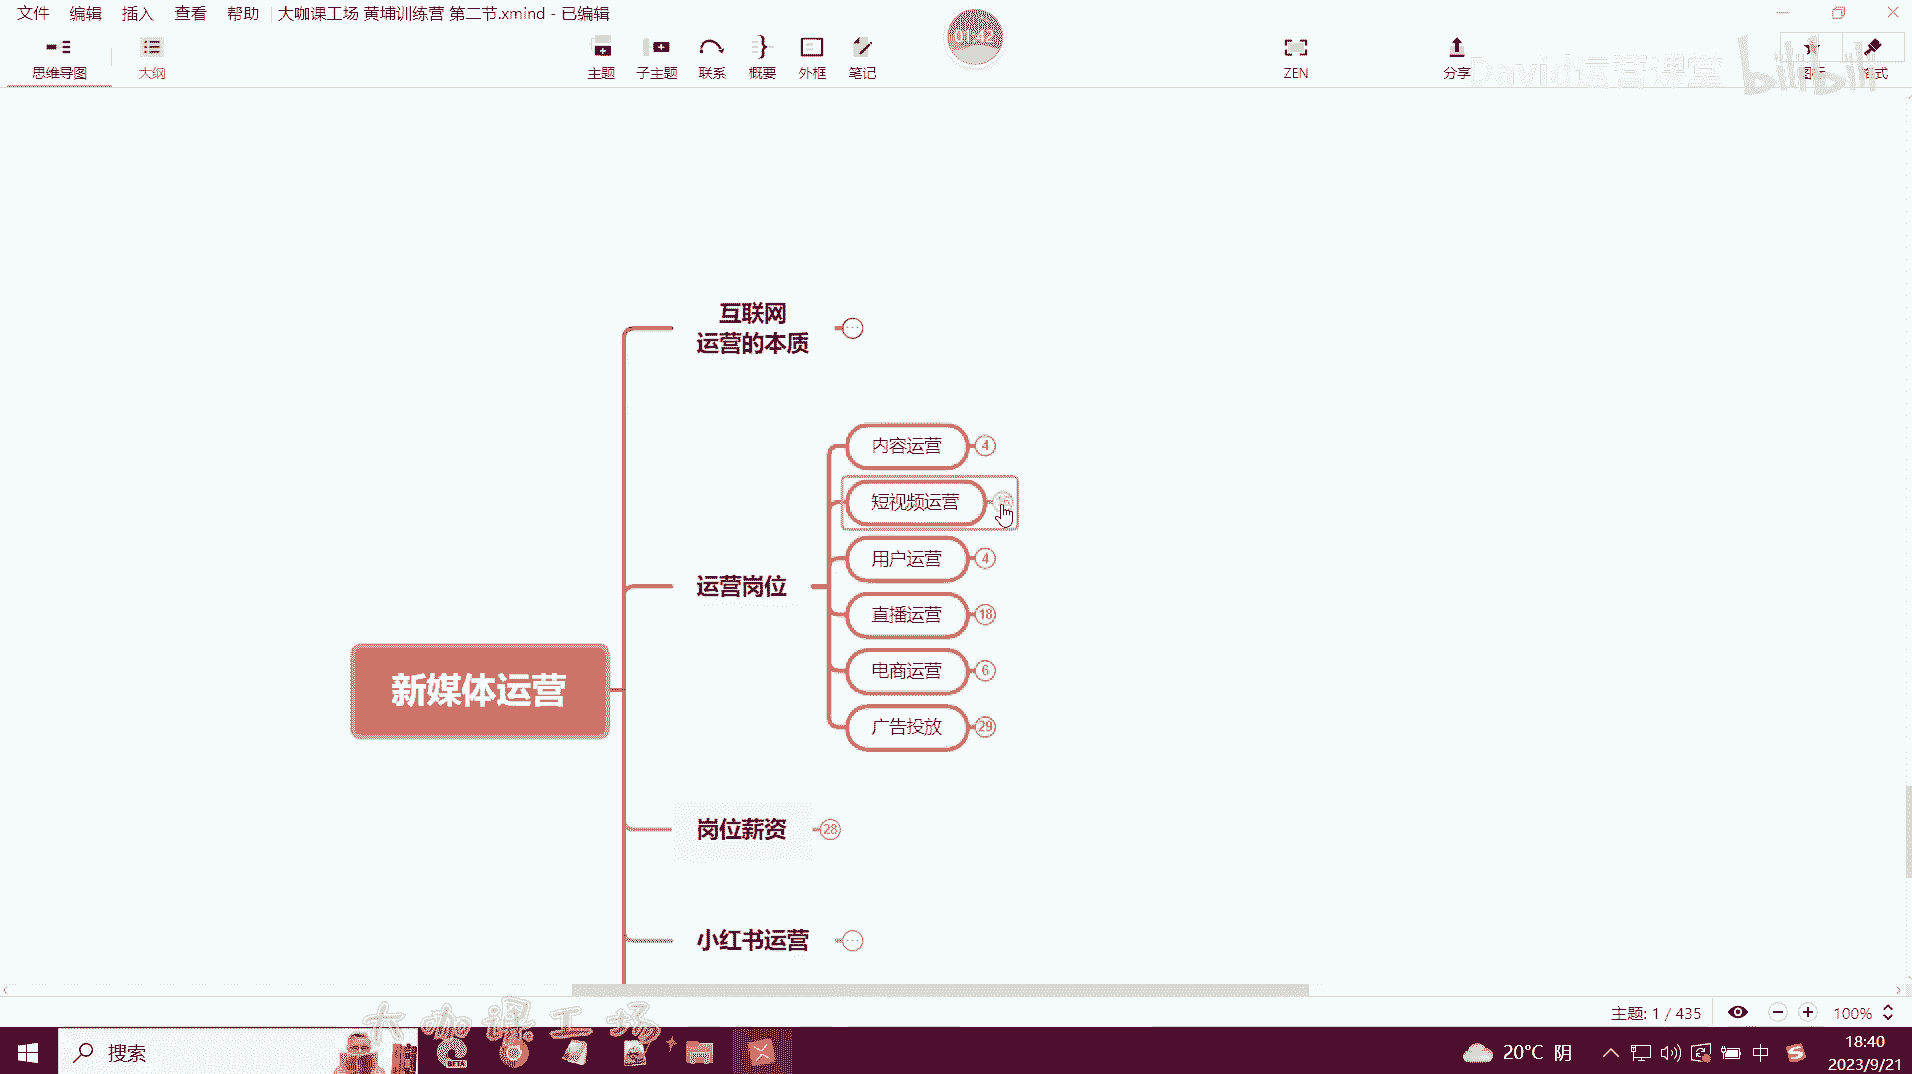 文件 编辑 插入 查看 帮助 大咖课工场 黄埔训练营 第二节.xmind - 已编辑
思维导图 大纲 主题 子主题 联系 概要 外框 笔记 ZEN 分享
01:42
David运营课堂 bilibili
互联网
运营的本质
内容运营 4
短视频运营
用户运营 4
运营岗位
直播运营 18
电商运营 6
新媒体运营
广告投放 29
岗位薪资 28
小红书运营
主题: 1 / 435 100%
大咖课工场
搜索
BETA
20°C 阴
中
18:40
2023/9/21